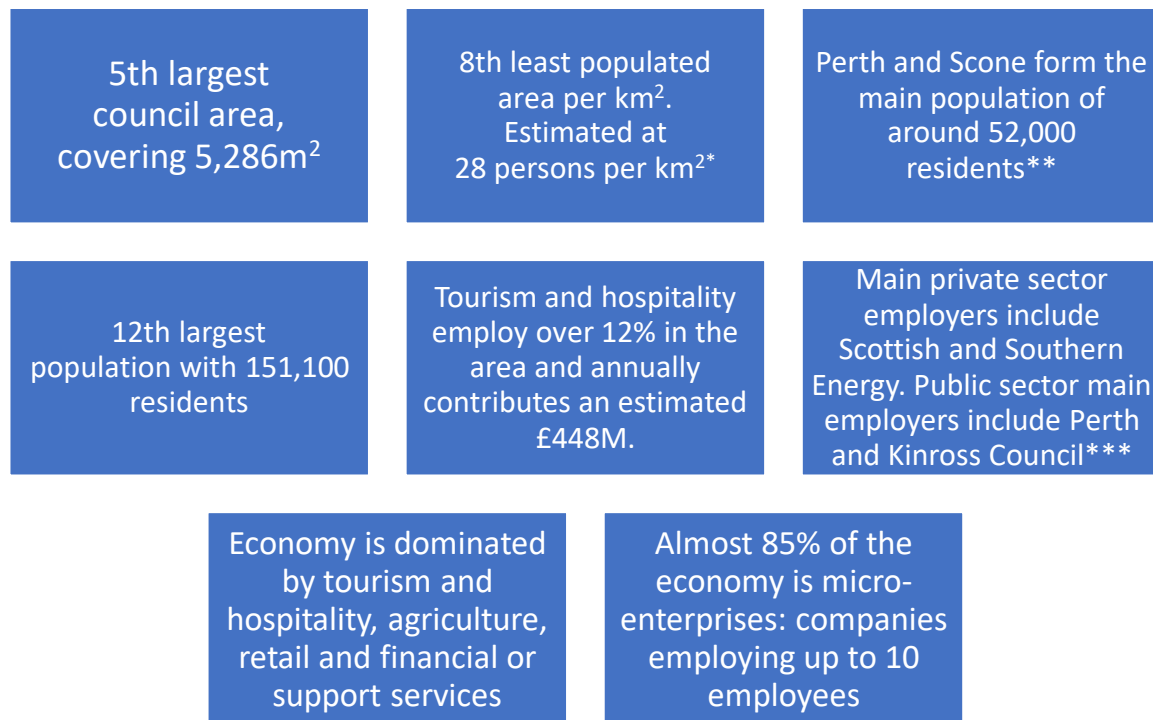 5th largest
council area,
covering 5,286m²
8th least populated
area per km².
Estimated at
28 persons per km²*
Perth and Scone form the
main population of
around 52,000
residents**
12th largest
population with 151,100
residents
Tourism and hospitality
employ over 12% in the
area and annually
contributes an estimated
£448M.
Main private sector
employers include
Scottish and Southern
Energy. Public sector main
employers include Perth
and Kinross Council***
Economy is dominated
by tourism and
hospitality, agriculture,
retail and financial or
support services
Almost 85% of the
economy is micro-
enterprises: companies
employing up to 10
employees